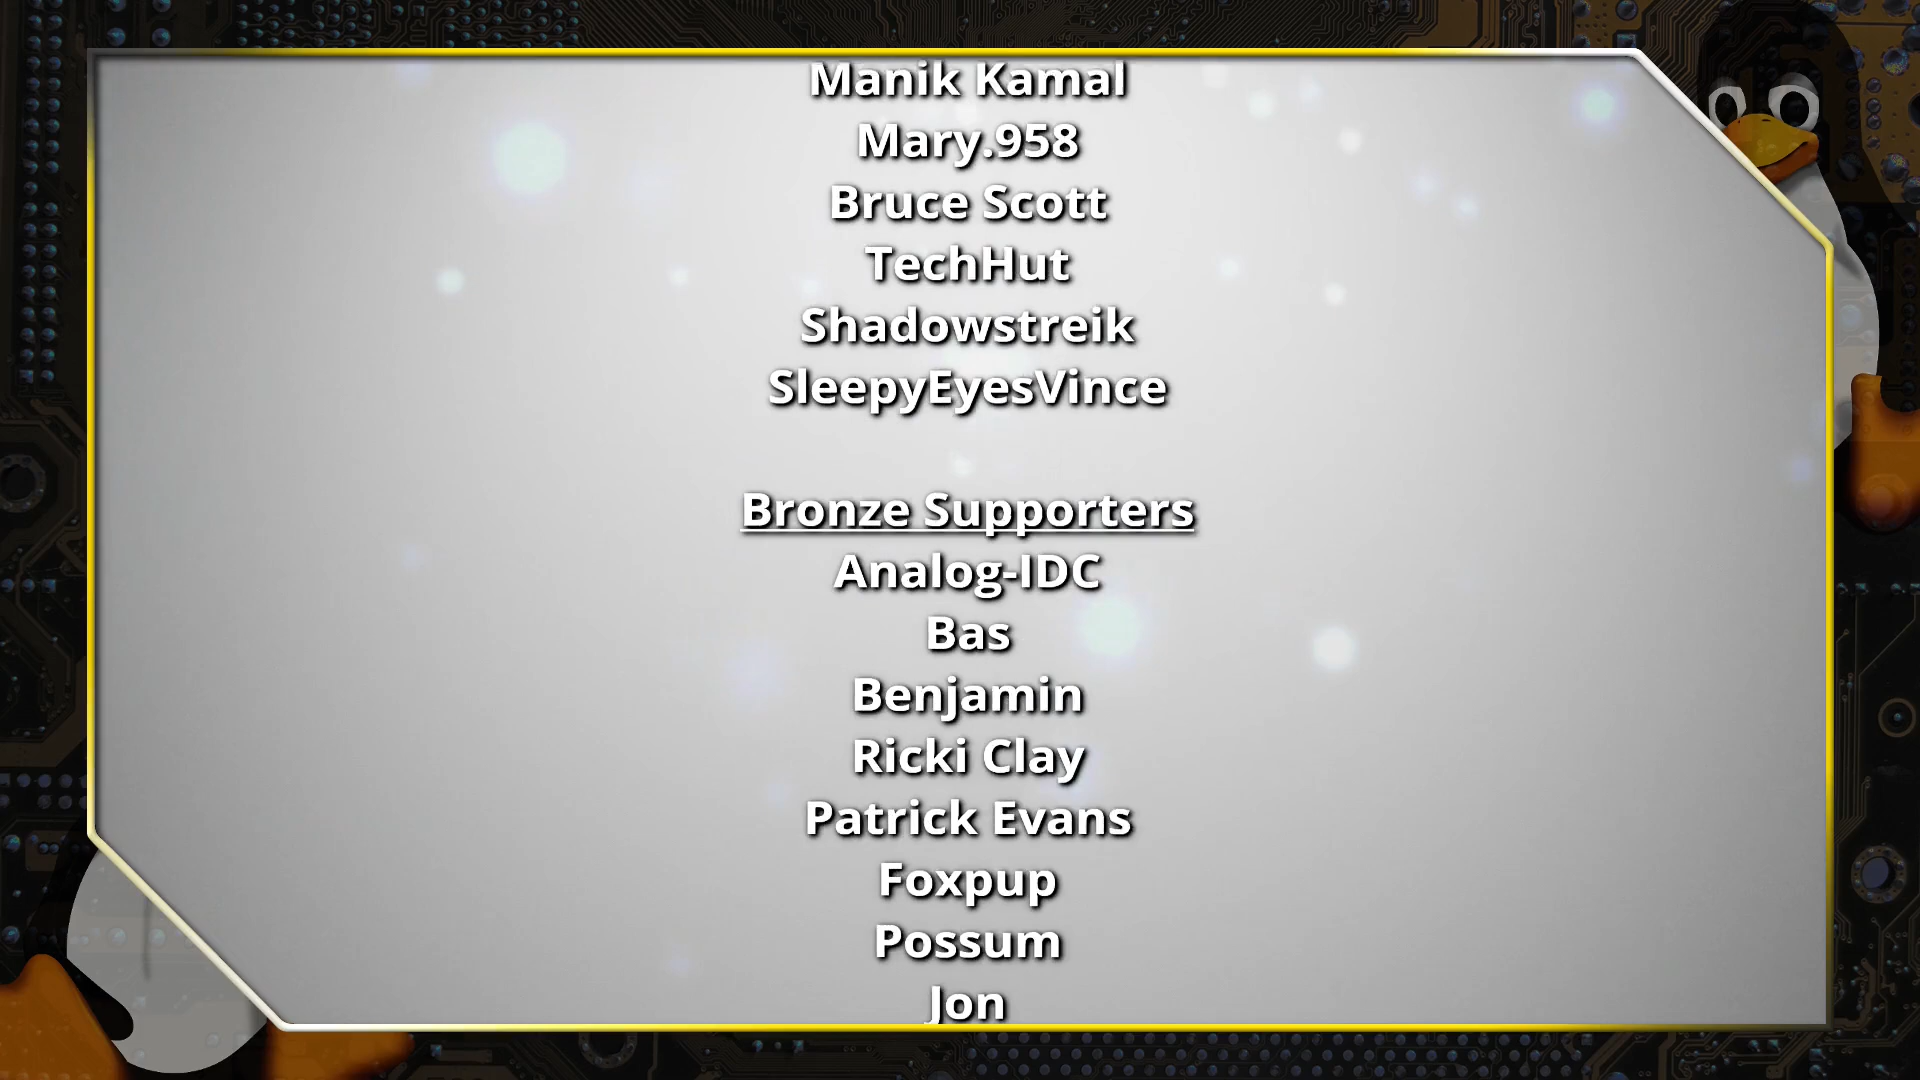 Manik Kamal
Mary.958
Bruce Scott
TechHut
Shadowstreik
SleepyEyesVince
Bronze Supporters
Analog-IDC
Bas
Benjamin
Ricki Clay
Patrick Evans
Foxpup
Possum
Jon